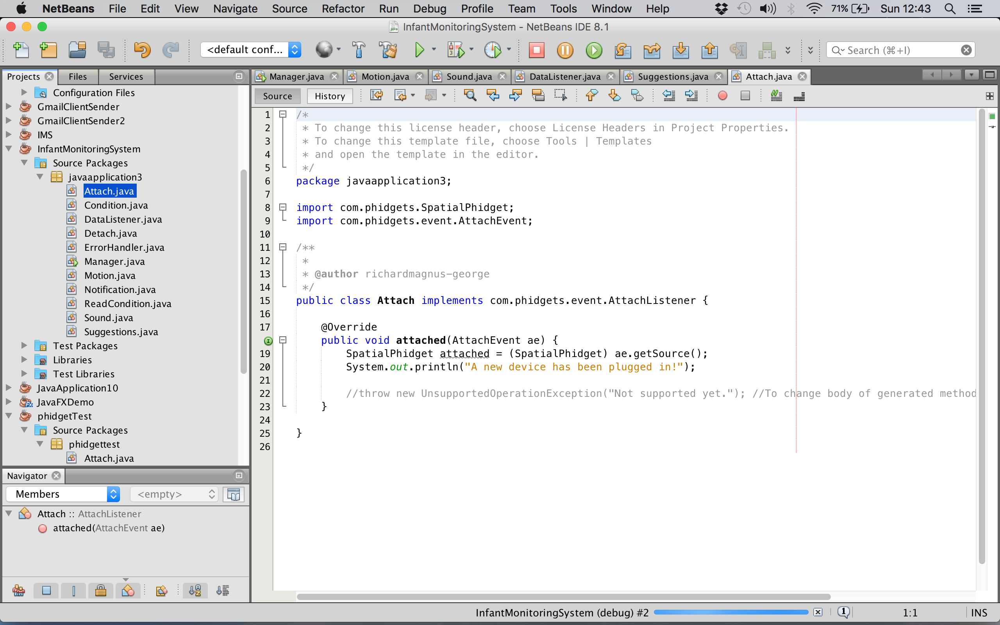 NetBeans File Edit View Navigate Source Refactor Run Debug Profile Team Tools Window Help 71% Sun 12:43
InfantMonitoringSystem - NetBeans IDE 8.1
<default conf... Search (⌘+I)
Projects Files Services
Configuration Files
GmailClientSender
GmailClientSender2
IMS
InfantMonitoringSystem
Source Packages
javaapplication3
Attach.java
Condition.java
DataListener.java
Detach.java
ErrorHandler.java
Manager.java
Motion.java
Notification.java
ReadCondition.java
Sound.java
Suggestions.java
Test Packages
Libraries
Test Libraries
JavaApplication10
JavaFXDemo
phidgetTest
Source Packages
phidgettest
Attach.java
Navigator
Members <empty>
Attach :: AttachListener
attached(AttachEvent ae)
Manager.java Motion.java Sound.java DataListener.java Suggestions.java Attach.java
Source History
1 /*
2 * To change this license header, choose License Headers in Project Properties.
3 * To change this template file, choose Tools | Templates
4 * and open the template in the editor.
5 */
6 package javaapplication3;
7
8 import com.phidgets.SpatialPhidget;
9 import com.phidgets.event.AttachEvent;
10
11 /**
12 *
13 * @author richardmagnus-george
14 */
15 public class Attach implements com.phidgets.event.AttachListener {
16
17 @Override
public void attached(AttachEvent ae) {
19 SpatialPhidget attached = (SpatialPhidget) ae.getSource();
20 System.out.println("A new device has been plugged in!");
21
22 //throw new UnsupportedOperationException("Not supported yet."); //To change body of generated method
23 }
24
25 }
26
InfantMonitoringSystem (debug) #2 1 1:1 INS